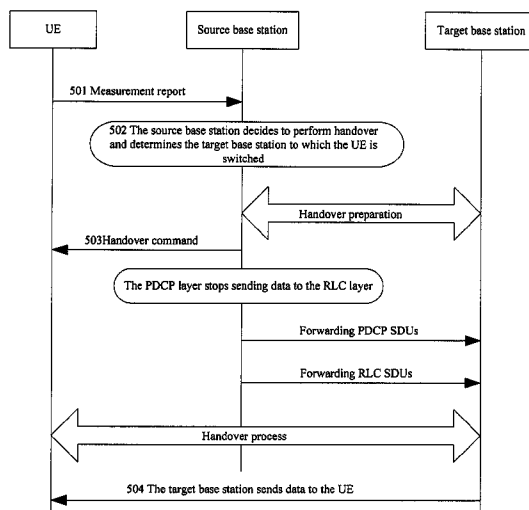 UE
Source base station
Target base station
501 Measurement report
502 The source base station decides to perform handover
and determines the target base station to which the UE is
switched
Handover preparation
503Handover command
The PDCP layer stops sending data to the RLC layer
Forwarding PDCP SDUs
Forwarding RLC SDUs
Handover process
504 The target base station sends data to the UE